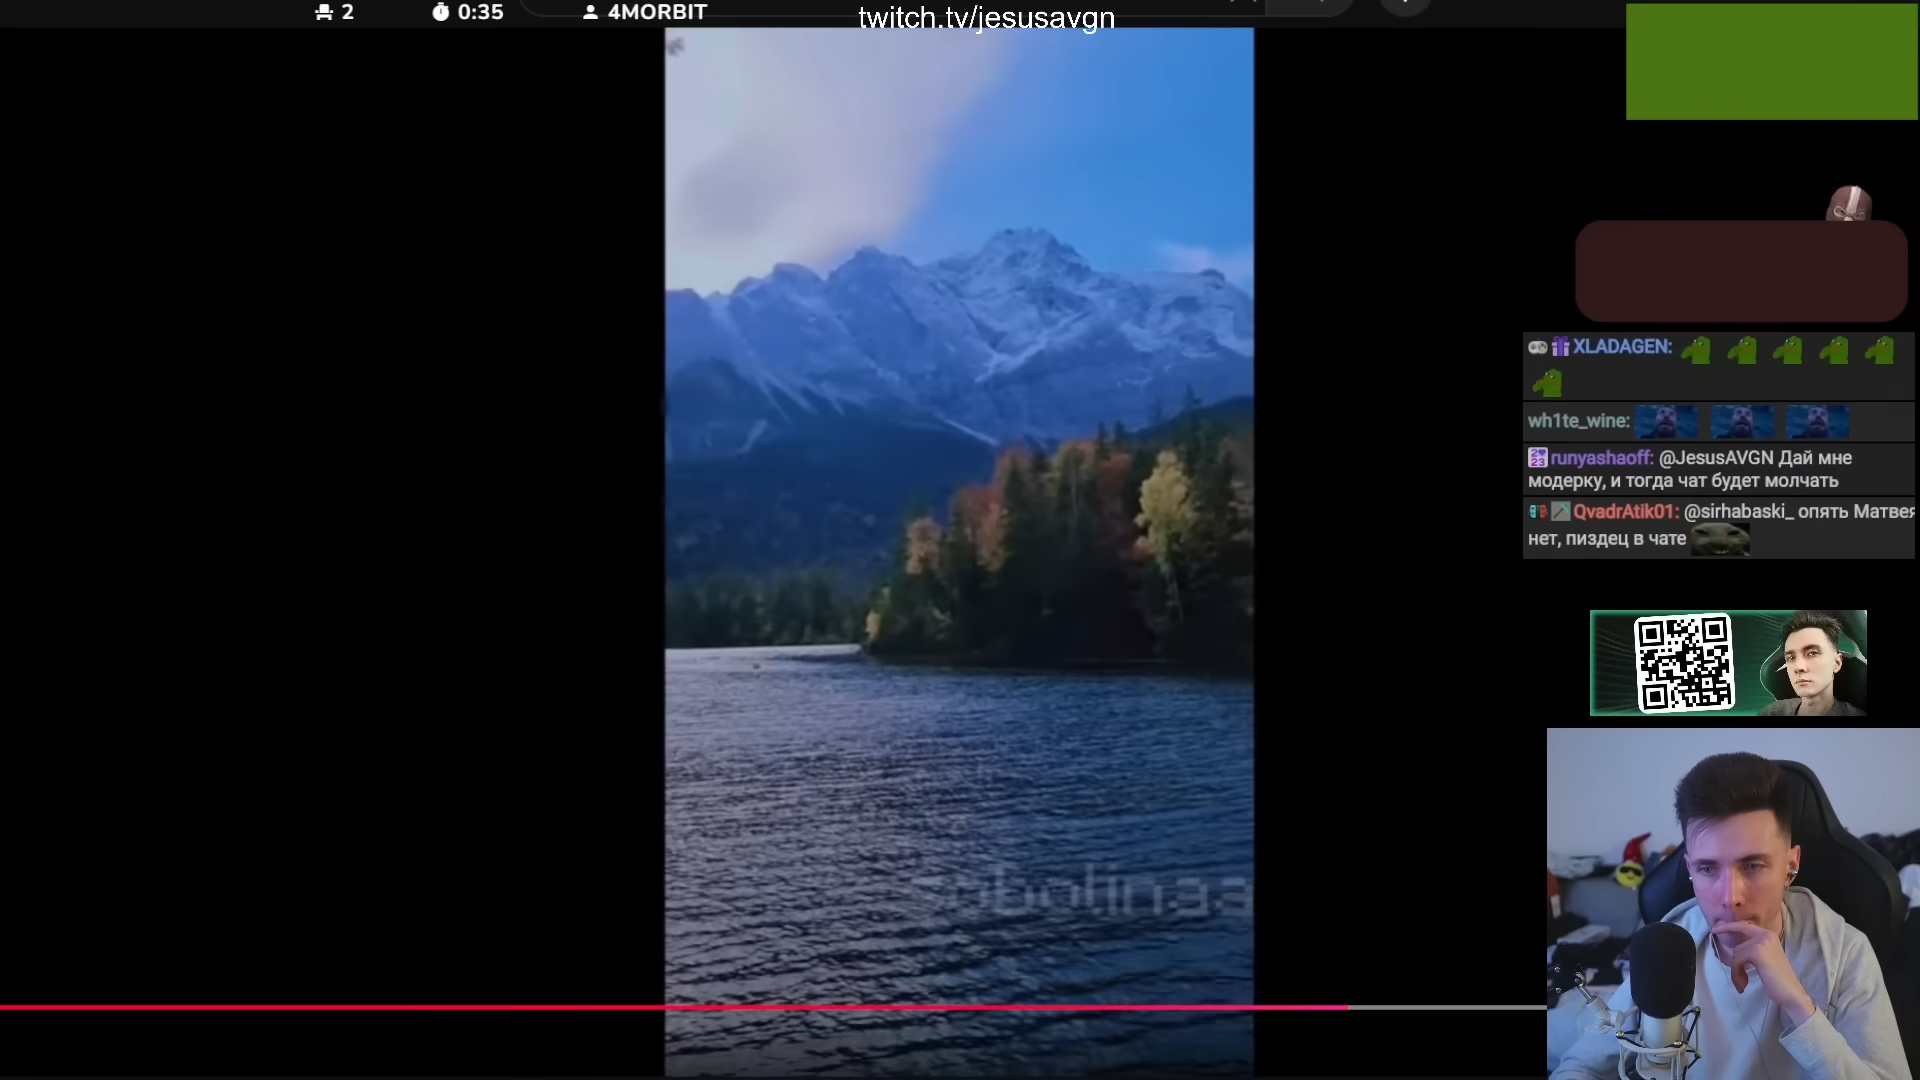 2
0:35
4MORBIT
twitch.tv/jesusavgn
XLADAGEN:
wh1te_wine:
runyashaoff: @JesusAVGN Дай мне
модерку, и тогда чат будет молчать
QvadrAtik01: @sirhabaski_ опять Матвея
нет, пиздец в чате